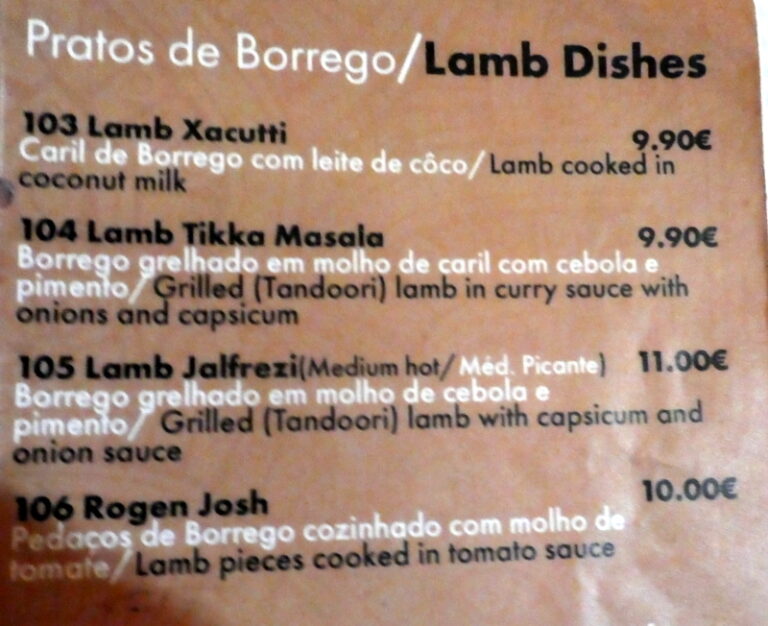 Pratos de Borrego/Lamb Dishes
103 Lamb Xacutti 9.90€
Caril de Borrego com leite de côco/Lamb cooked in
coconut milk
104 Lamb Tikka Masala 9.90€
Borrego grelhado em molho de caril com cebola e
pimento/ Grilled (Tandoori) lamb in curry sauce with
onions and capsicum
105 Lamb Jalfrezi(Medium hot/ Méd. Picante) 11.00€
Borrego grelhado em molho de cebola e
pimento/ Grilled (Tandoori) lamb with capsicum and
onion sauce
106 Rogen Josh 10.00€
Pedaços de Borrego cozinhado com molho de
tomate/Lamb pieces cooked in tomato sauce